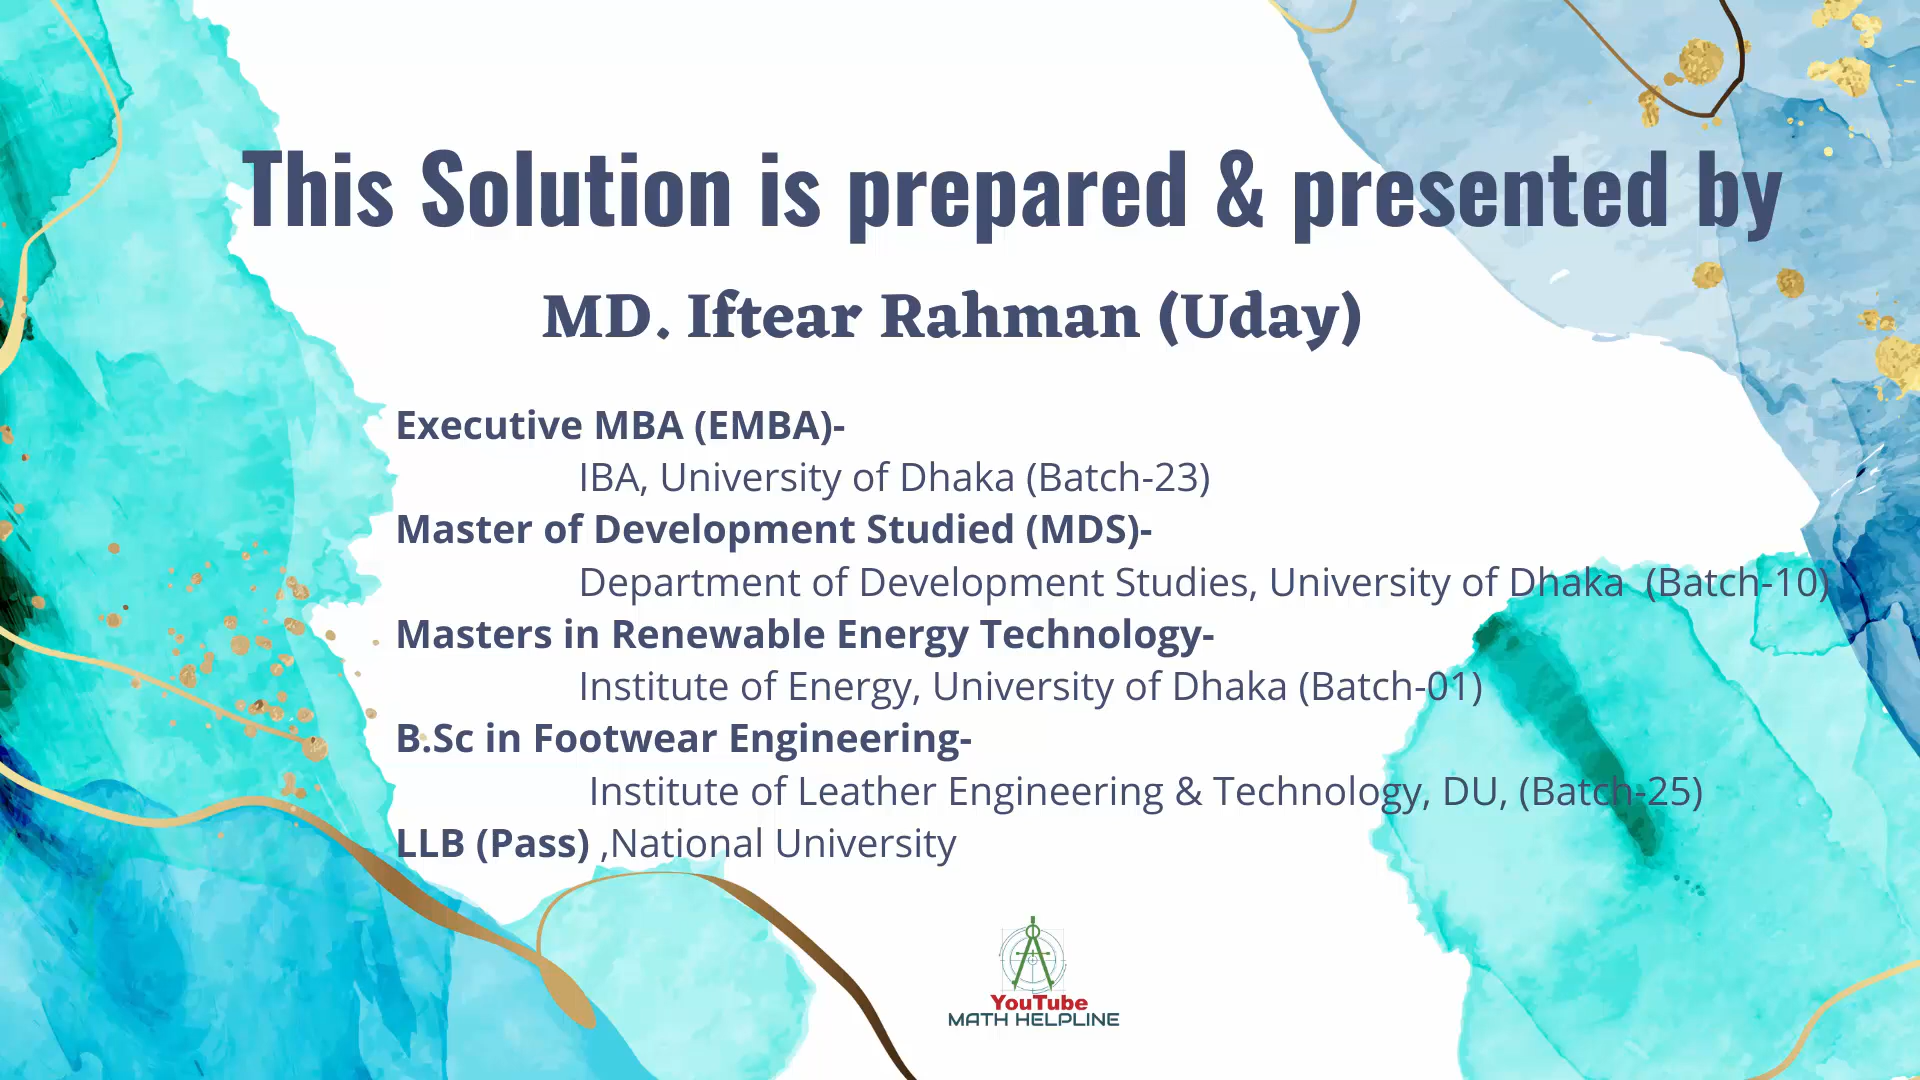 This Solution is prepared & presented by
MD. Iftear Rahman (Uday)
Executive MBA (EMBA)-
IBA, University of Dhaka (Batch-23)
Master of Development Studied (MDS)-
Department of Development Studies, University of Dhaka (Batch-10)
Masters in Renewable Energy Technology-
Institute of Energy, University of Dhaka (Batch-01)
B.Sc in Footwear Engineering-
Institute of Leather Engineering & Technology, DU, (Batch-25)
LLB (Pass) ,National University
YouTube
MATH HELPLINE